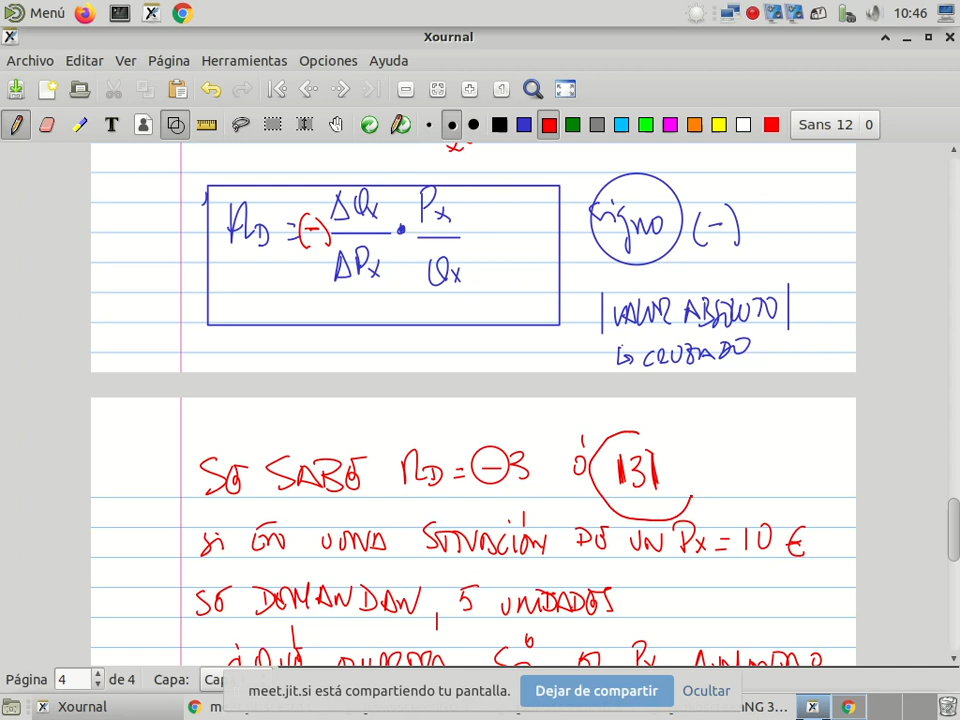 Menú
10:46
Xournal
Archivo Editar Ver Página Herramientas Opciones Ayuda
Sans 12 0
ηD = (-) ΔQx / ΔPx · Px / Qx
signo (-)
|VALOR ABSOLUTO|
↳ CRUZADO
SE SABE ηD = -3 ó |3|
si EN UNA SITUACIÓN DE UN Px = 10 €
SE DEMANDAN, 5 UNIDADES
Px
Página 4 de 4 Capa:
meet.jit.si está compartiendo tu pantalla. Dejar de compartir Ocultar
Xournal